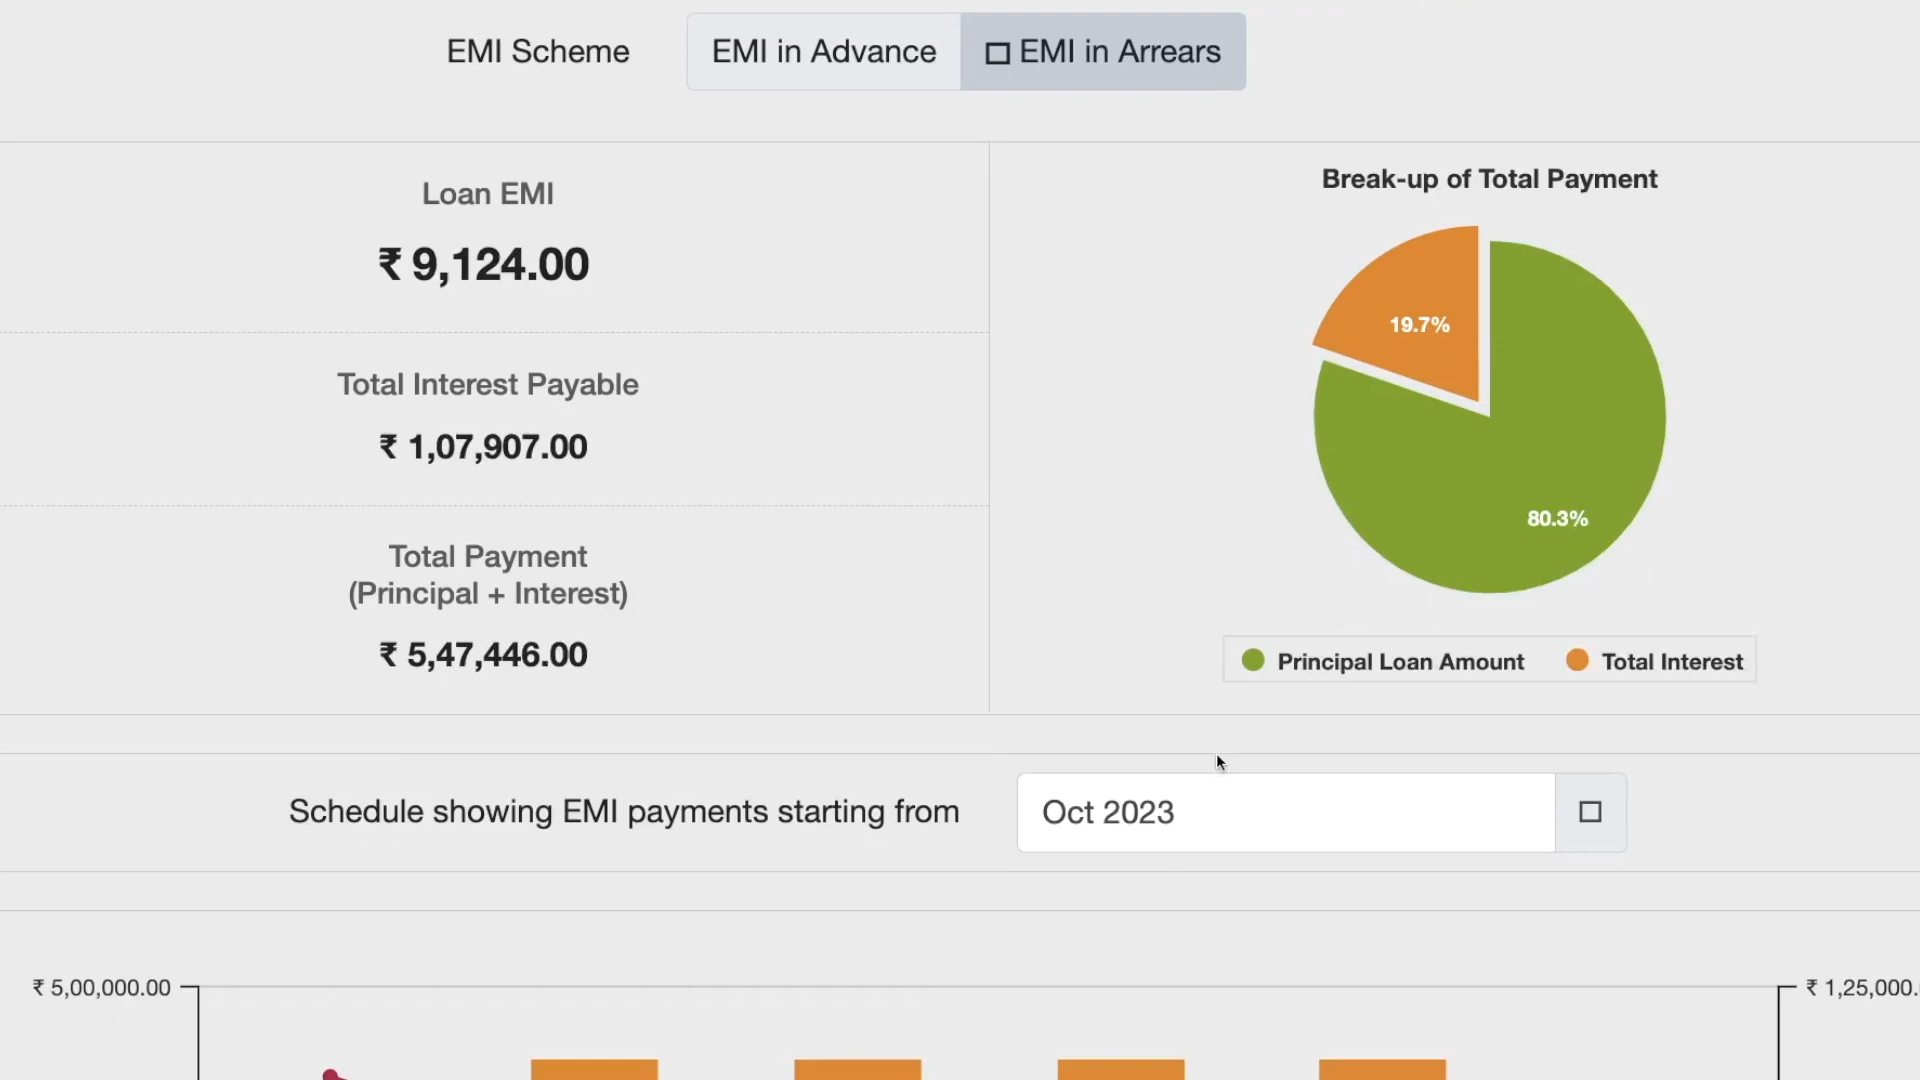 EMI Scheme
EMI in Advance
EMI in Arrears
Loan EMI
₹ 9,124.00
Total Interest Payable
₹ 1,07,907.00
Total Payment
(Principal + Interest)
₹ 5,47,446.00
Break-up of Total Payment
19.7%
80.3%
Principal Loan Amount
Total Interest
Schedule showing EMI payments starting from
Oct 2023
₹ 5,00,000.00
₹ 1,25,000.